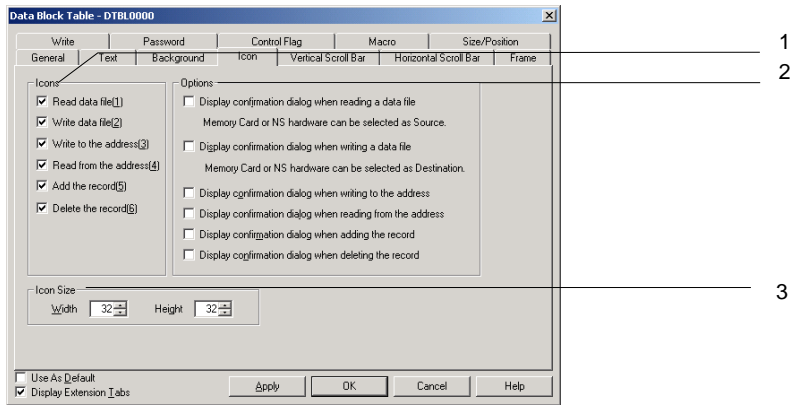 Data Block Table - DTBL0000
Write Password Control Flag Macro Size/Position
General Text Background Icon Vertical Scroll Bar Horizontal Scroll Bar Frame
1
2
Icons
Read data file(1)
Write data file(2)
Write to the address(3)
Read from the address(4)
Add the record(5)
Delete the record(6)
Options
Display confirmation dialog when reading a data file
Memory Card or NS hardware can be selected as Source.
Display confirmation dialog when writing a data file
Memory Card or NS hardware can be selected as Destination.
Display confirmation dialog when writing to the address
Display confirmation dialog when reading from the address
Display confirmation dialog when adding the record
Display confirmation dialog when deleting the record
Icon Size
Width 32 Height 32
3
Use As Default
Display Extension Tabs
Apply OK Cancel Help